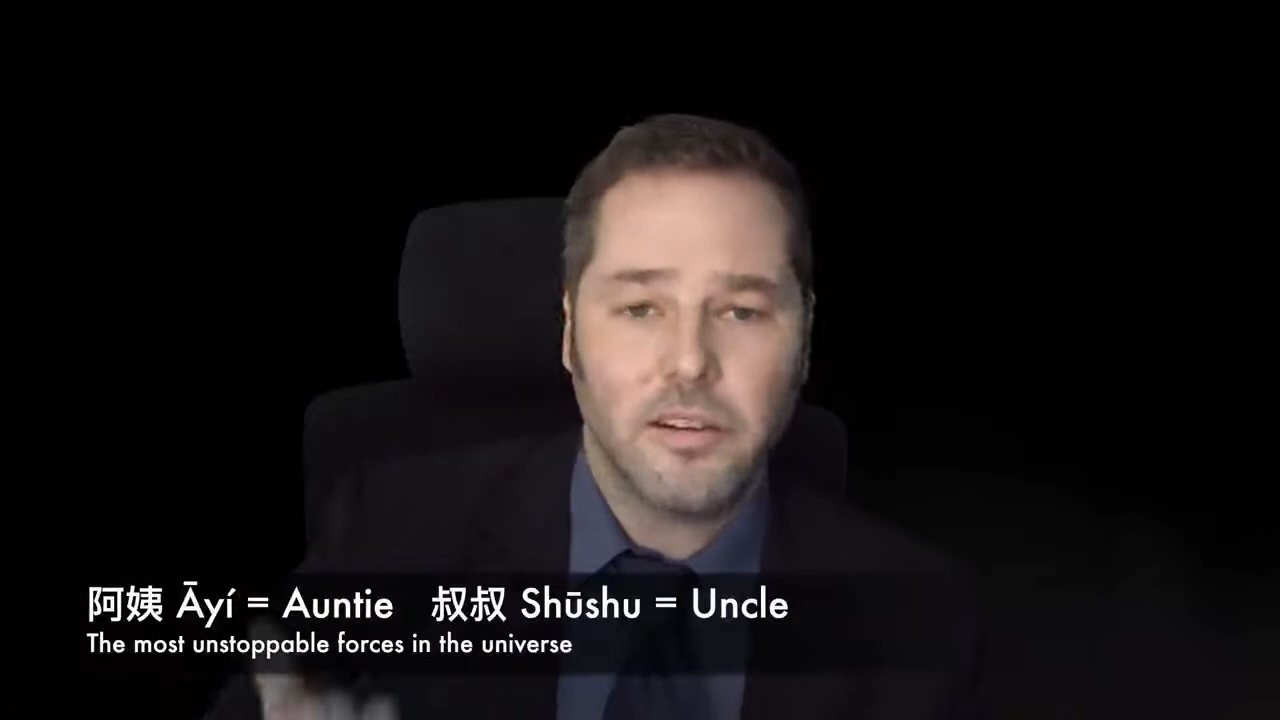 阿姨 Āyí = Auntie 叔叔 Shūshu = Uncle
The most unstoppable forces in the universe